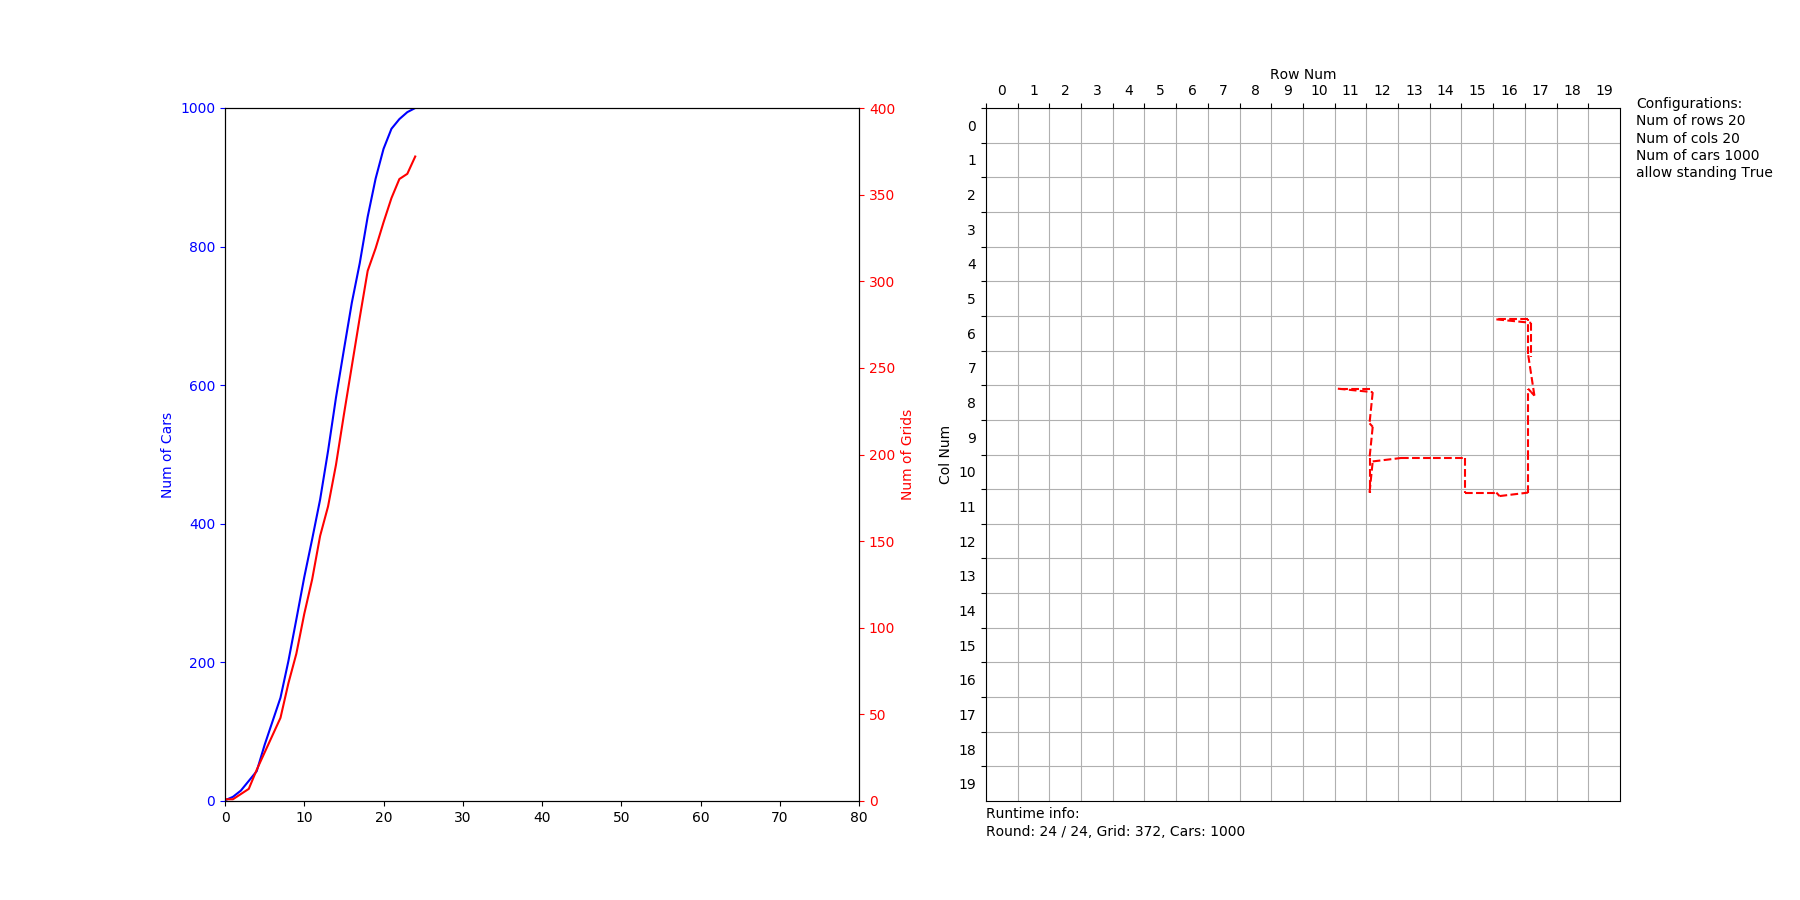 1000
800
600
400
200
0
Num of Cars
0 10 20 30 40 50 60 70 80
400
350
300
250
200
150
100
50
0
Num of Grids
Row Num
0 1 2 3 4 5 6 7 8 9 10 11 12 13 14 15 16 17 18 19
Col Num
0
1
2
3
4
5
6
7
8
9
10
11
12
13
14
15
16
17
18
19
Configurations:
Num of rows 20
Num of cols 20
Num of cars 1000
allow standing True
Runtime info:
Round: 24 / 24, Grid: 372, Cars: 1000